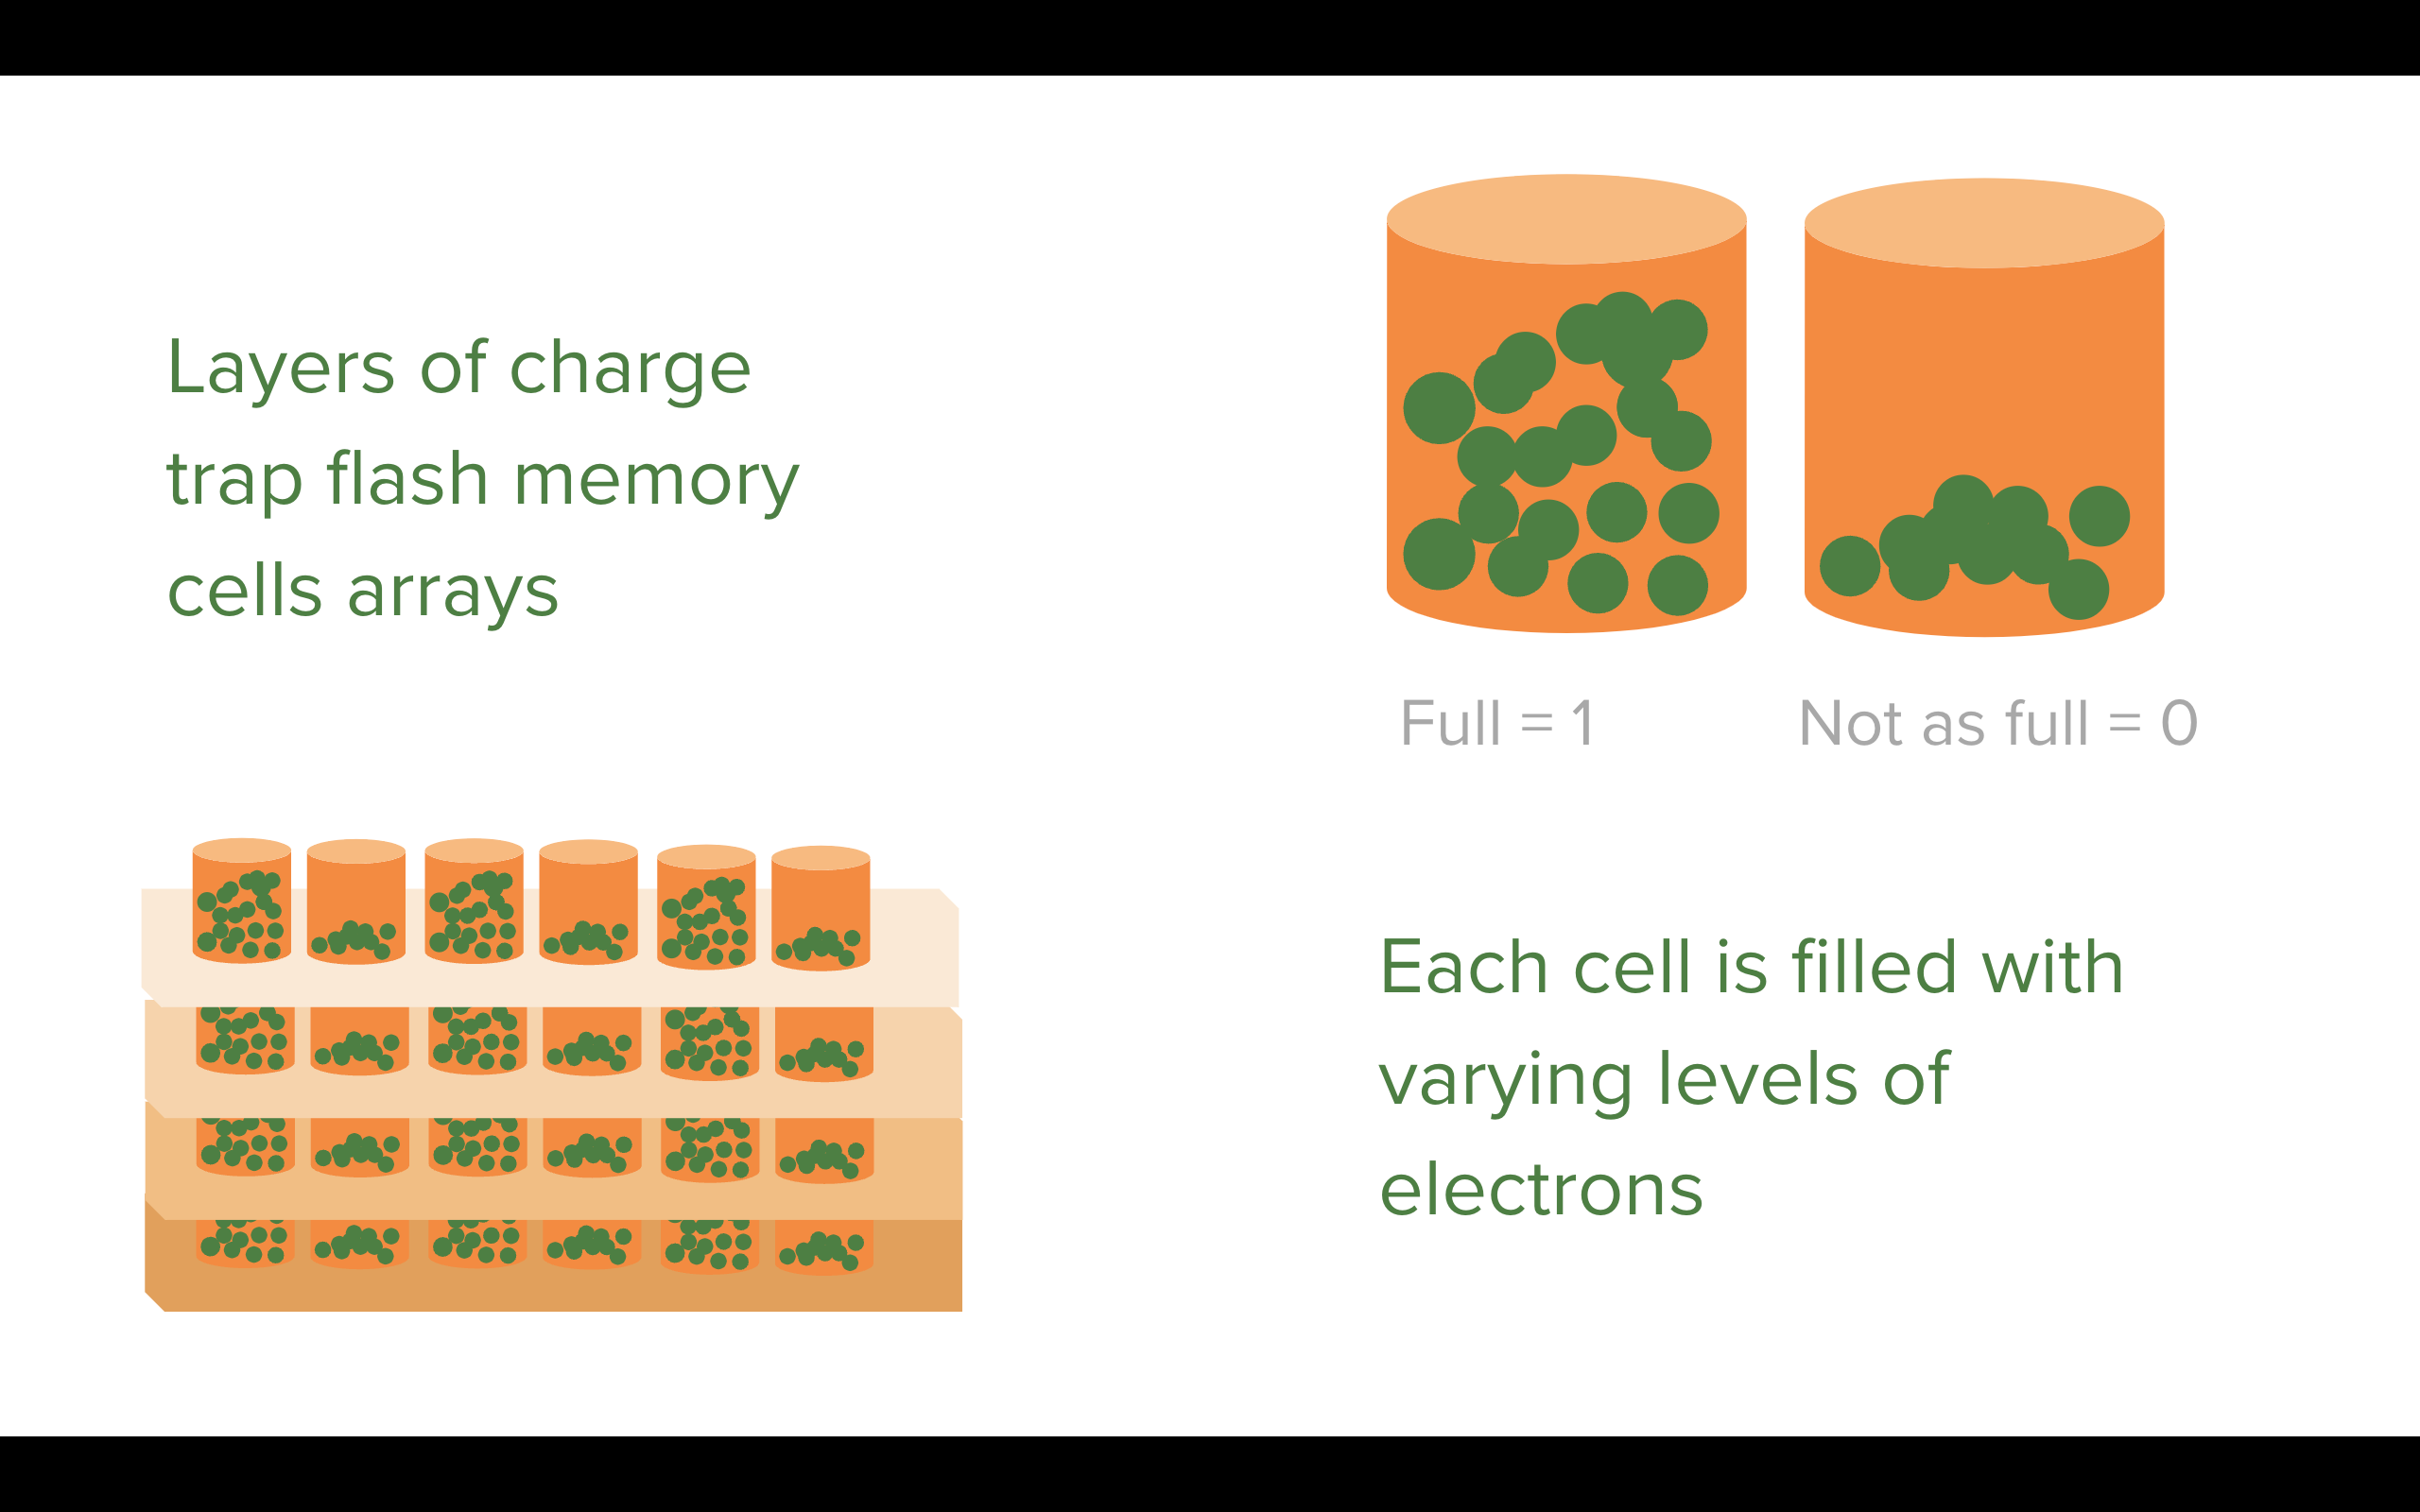 Layers of charge
trap flash memory
cells arrays
Full = 1
Not as full = 0
Each cell is filled with
varying levels of
electrons